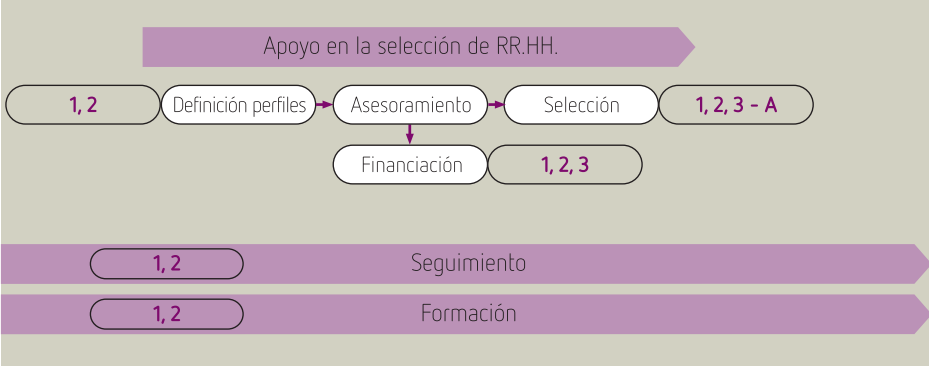 Apoyo en la selección de RR.HH.
1, 2
Definición perfiles
Asesoramiento
Selección
1, 2, 3 - A
Financiación
1, 2, 3
1, 2
Seguimiento
1, 2
Formación